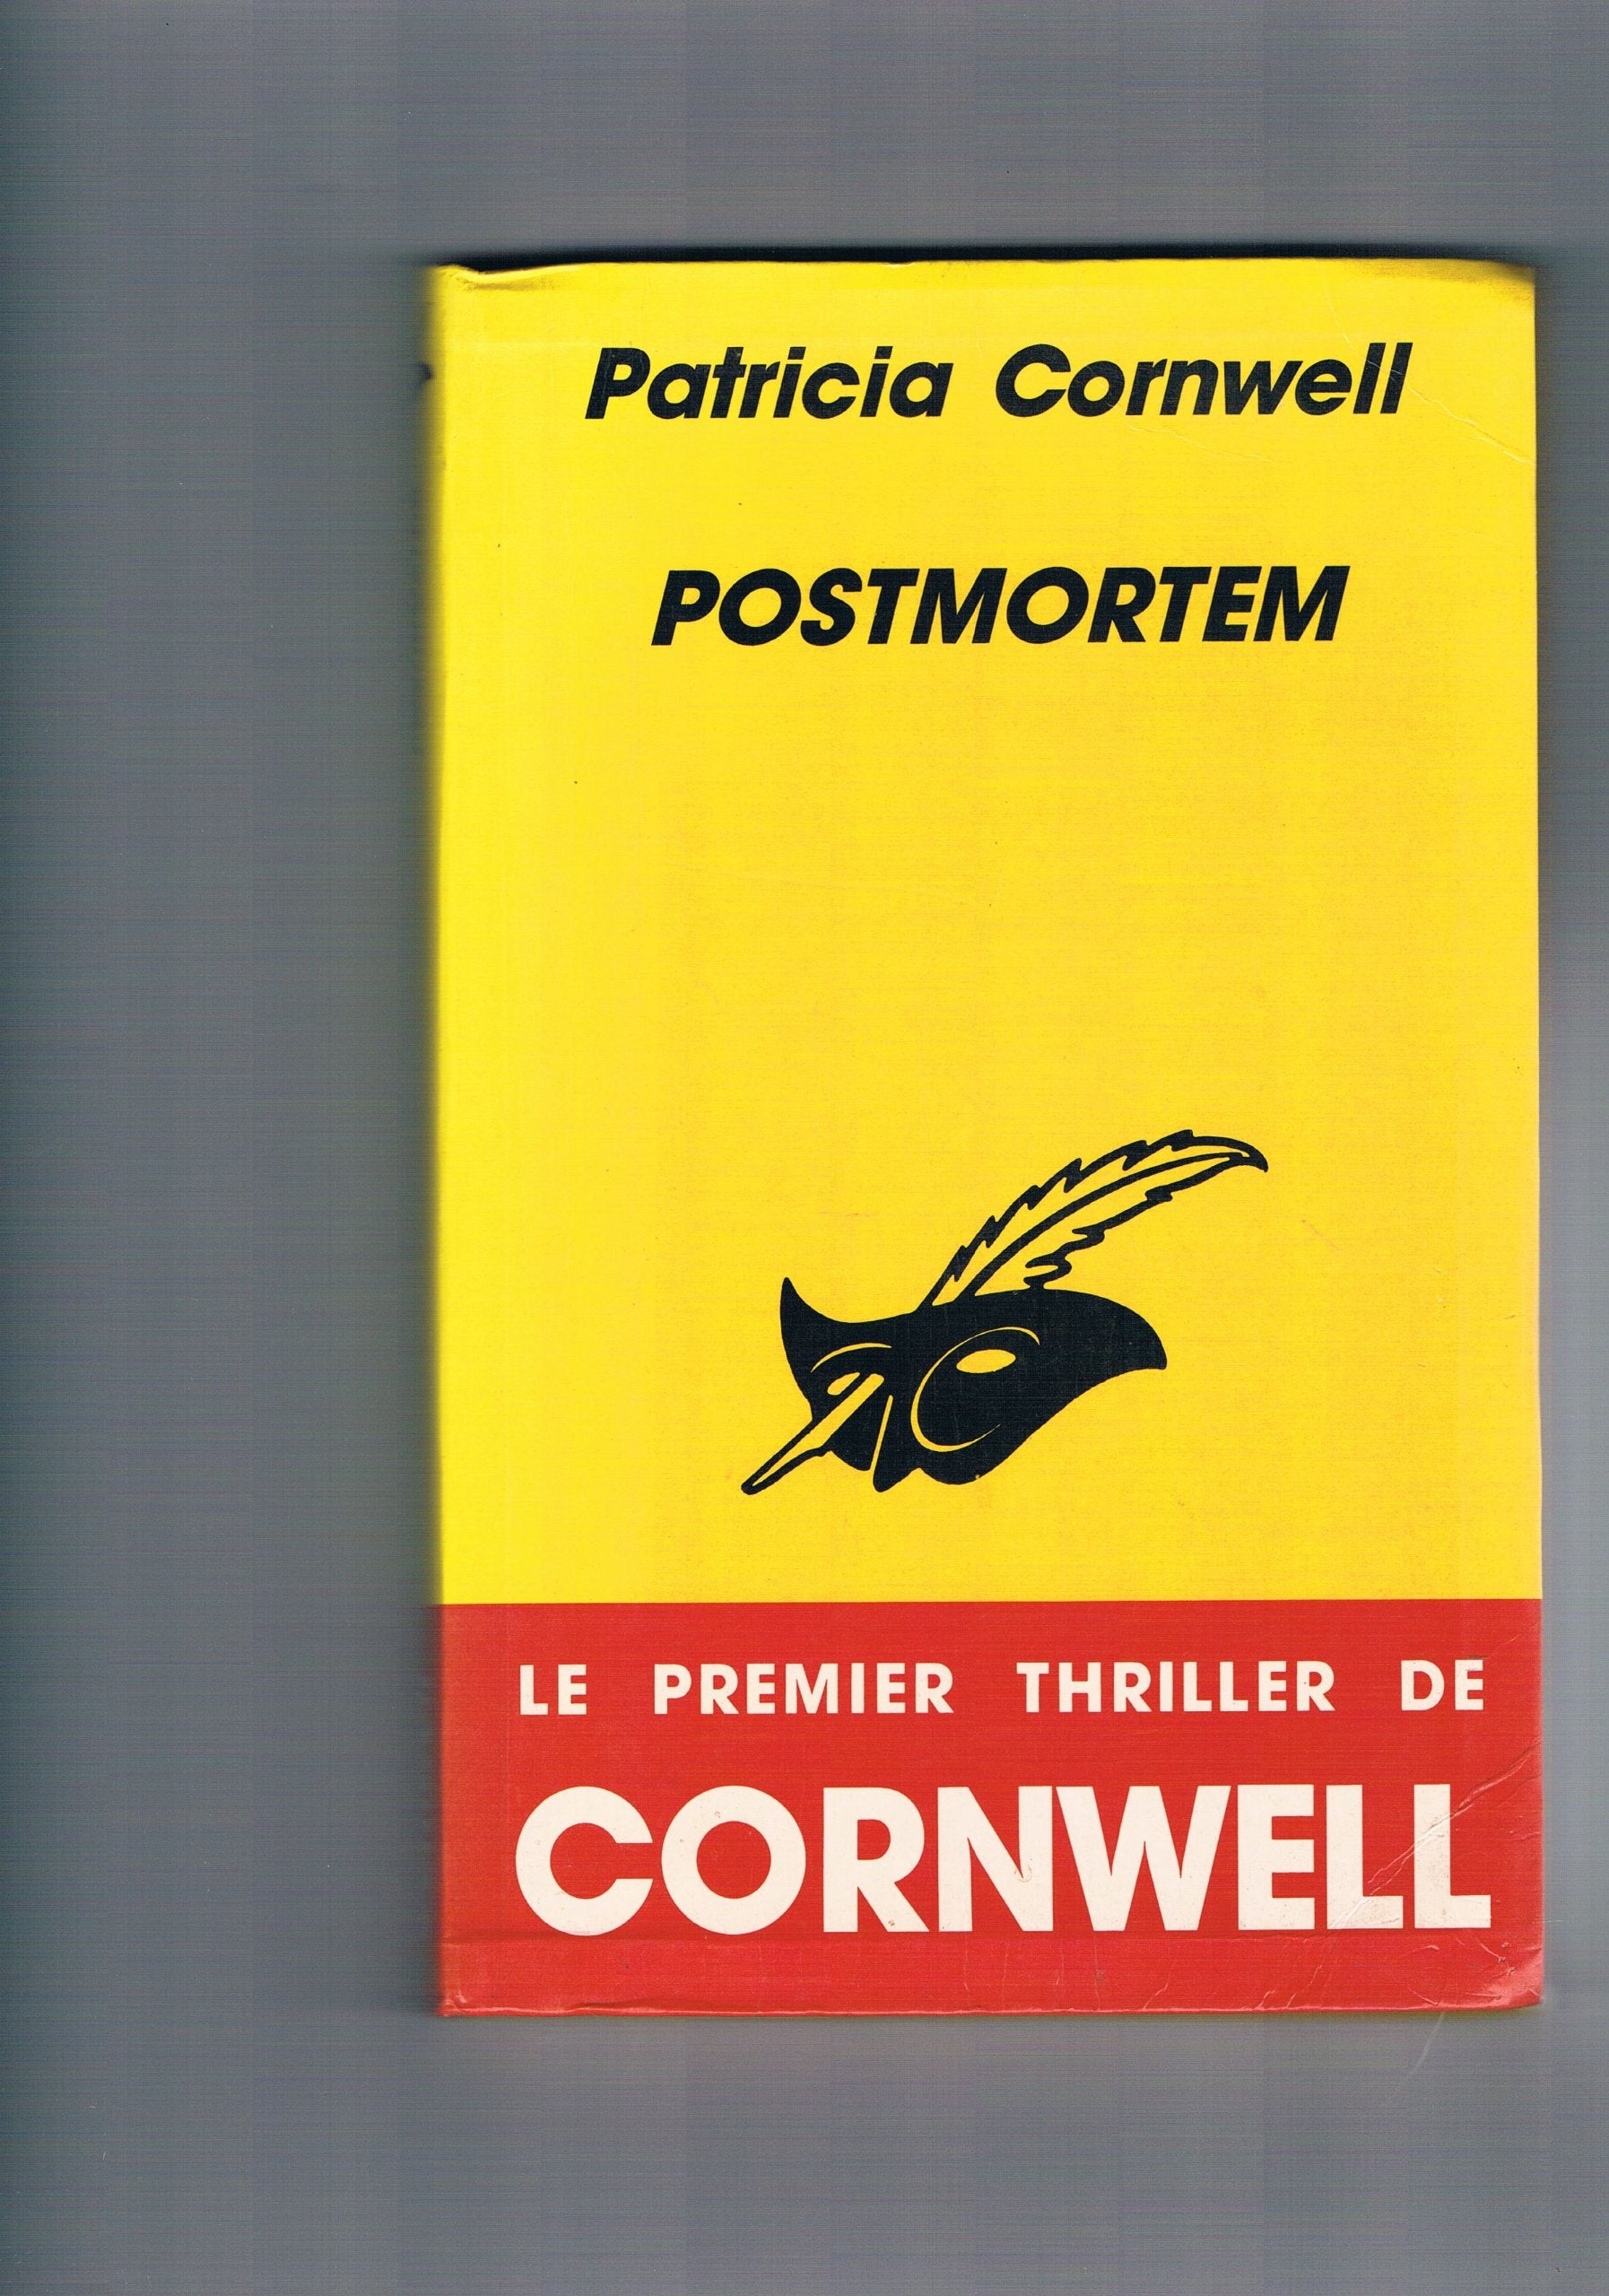 Patricia Cornwell
POSTMORTEM
LE PREMIER THRILLER DE
CORNWELL